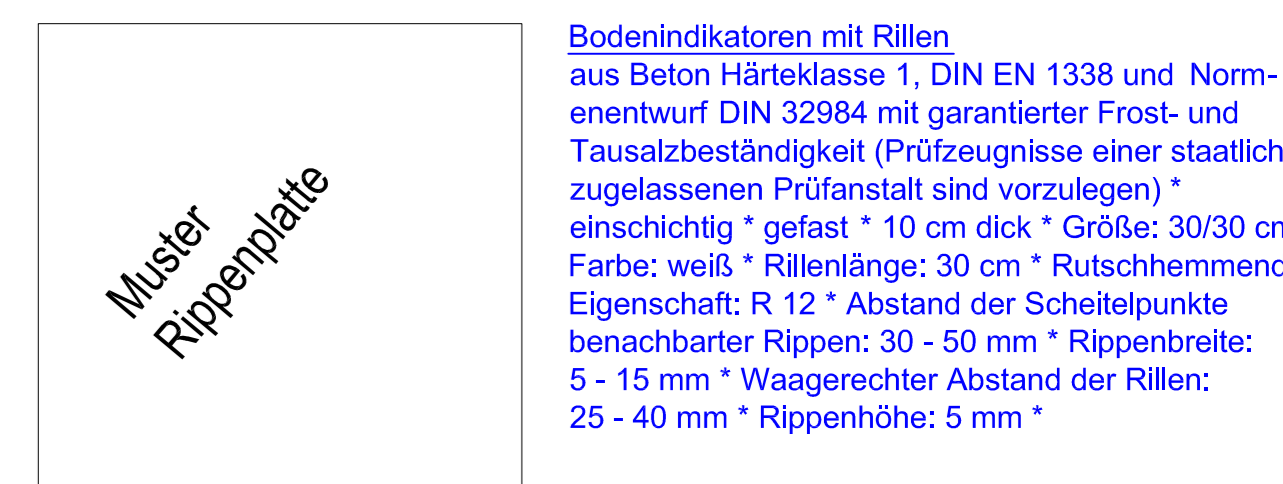 Muster
Rippenplatte
Bodenindikatoren mit Rillen
aus Beton Härteklasse 1, DIN EN 1338 und Norm-
enentwurf DIN 32984 mit garantierter Frost- und
Tausalzbeständigkeit (Prüfzeugnisse einer staatlich
zugelassenen Prüfanstalt sind vorzulegen) *
einschichtig * gefast * 10 cm dick * Größe: 30/30 cm
Farbe: weiß * Rillenlänge: 30 cm * Rutschhemmend
Eigenschaft: R 12 * Abstand der Scheitelpunkte
benachbarter Rippen: 30 - 50 mm * Rippenbreite:
5 - 15 mm * Waagerechter Abstand der Rillen:
25 - 40 mm * Rippenhöhe: 5 mm *